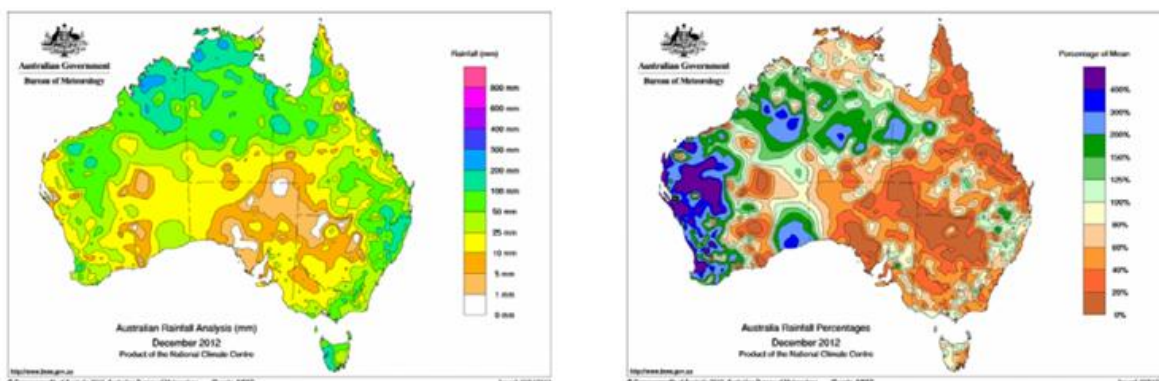 Australian Government
Bureau of Meteorology
Rainfall (mm)
800 mm
600 mm
400 mm
300 mm
200 mm
100 mm
50 mm
25 mm
10 mm
5 mm
1 mm
0 mm
Australian Rainfall Analysis (mm)
December 2012
Product of the National Climate Centre
http://www.bom.gov.au
Australian Government
Bureau of Meteorology
Percentage of Mean
400%
300%
200%
150%
125%
100%
80%
60%
40%
20%
0%
Australia Rainfall Percentages
December 2012
Product of the National Climate Centre
http://www.bom.gov.au